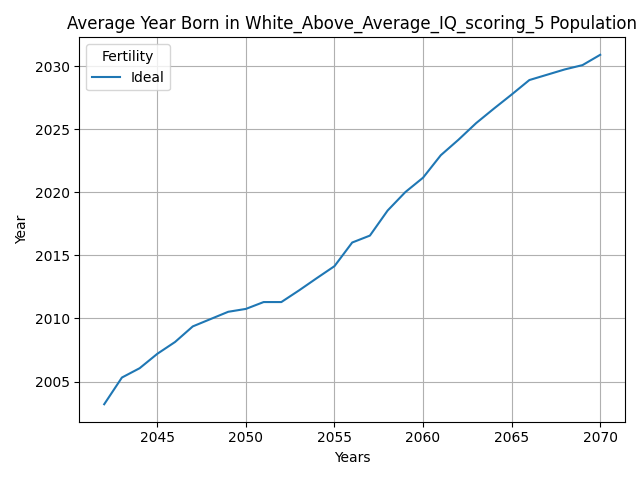 Average Year Born in White_Above_Average_IQ_scoring_5 Population
Fertility
Ideal
Year
2030
2025
2020
2015
2010
2005
2045 2050 2055 2060 2065 2070
Years